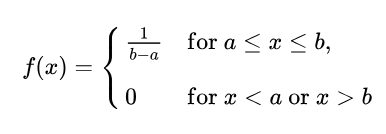 f(x) = { 1/(b−a) for a ≤ x ≤ b,
0 for x < a or x > b